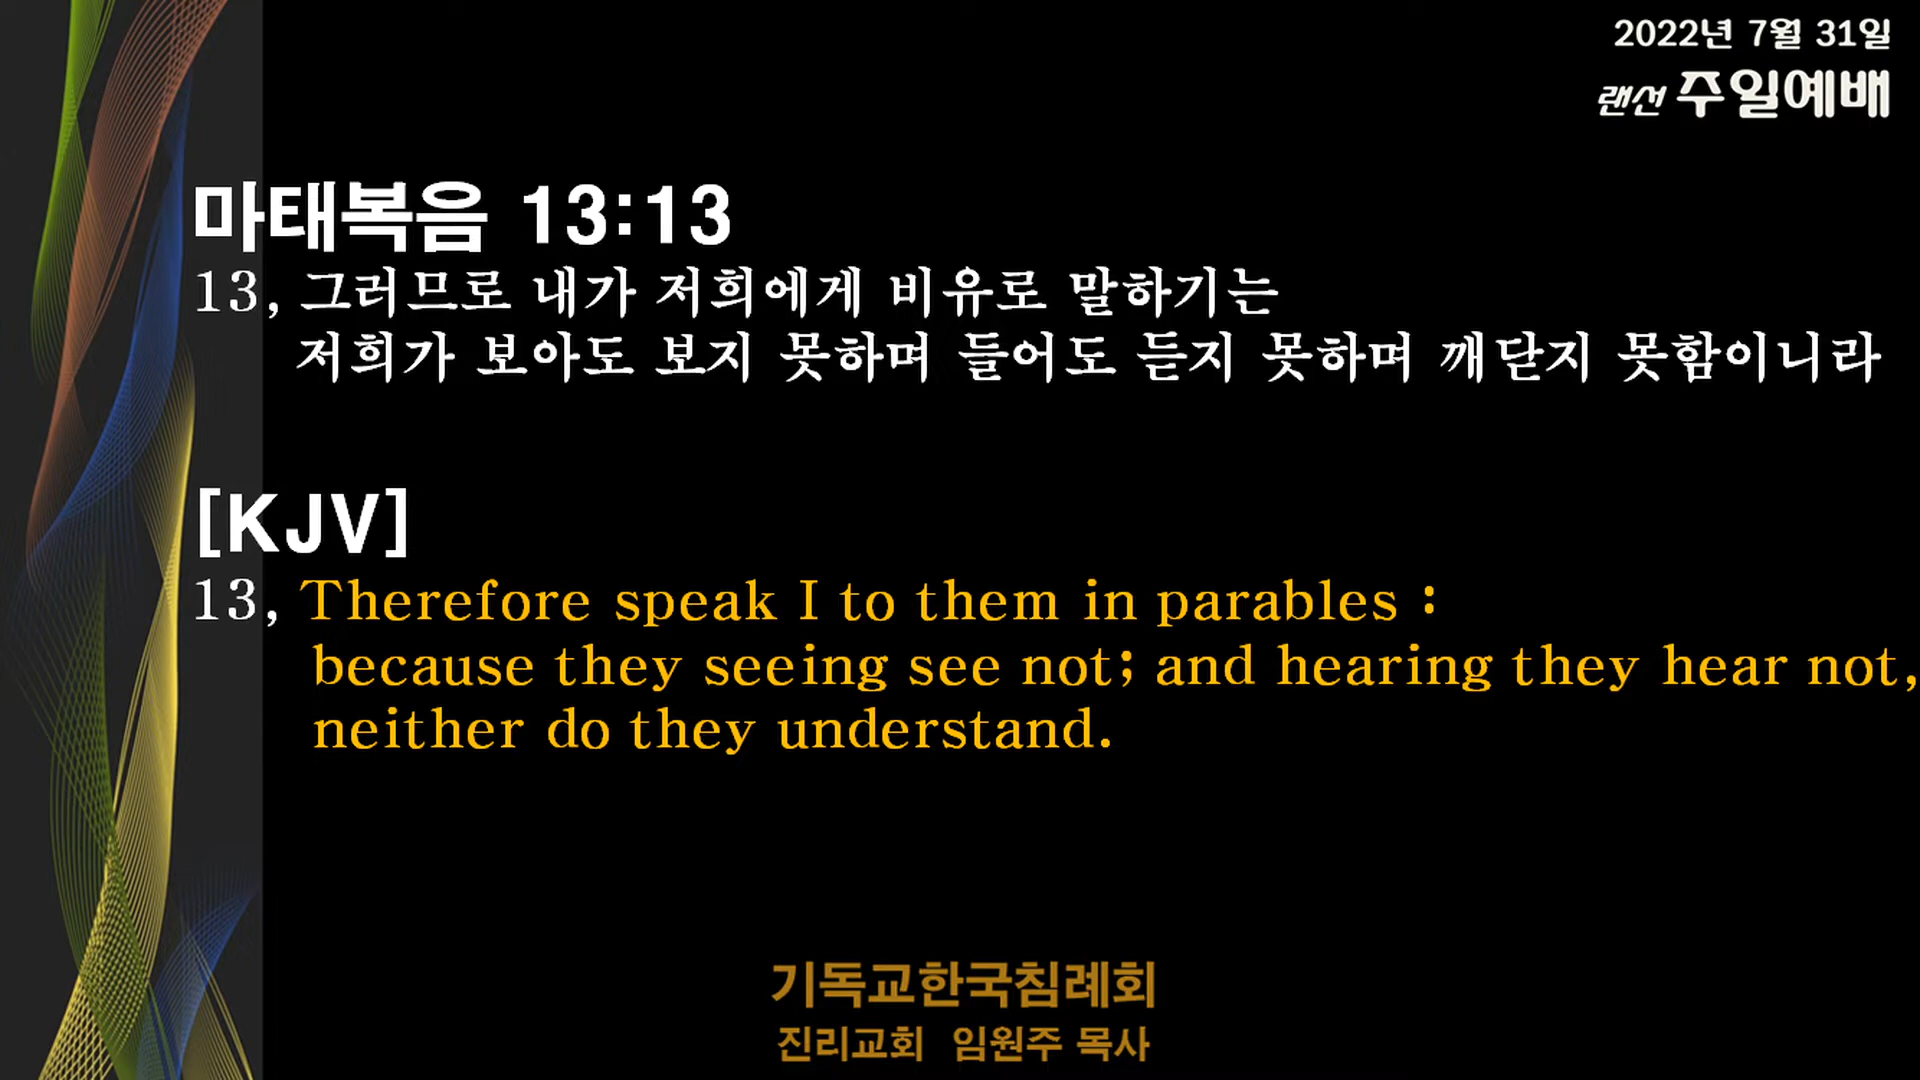 2022년 7월 31일
랜선 주일예배
마태복음 13:13
13, 그러므로 내가 저희에게 비유로 말하기는
저희가 보아도 보지 못하며 들어도 듣지 못하며 깨닫지 못함이니라
[KJV]
13, Therefore speak I to them in parables :
because they seeing see not; and hearing they hear not,
neither do they understand.
기독교한국침례회
진리교회 임원주 목사